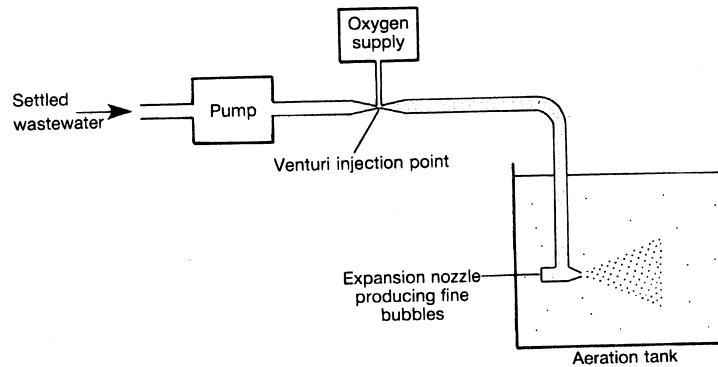 Oxygen
supply
Settled
wastewater
Pump
Venturi injection point
Expansion nozzle
producing fine
bubbles
Aeration tank